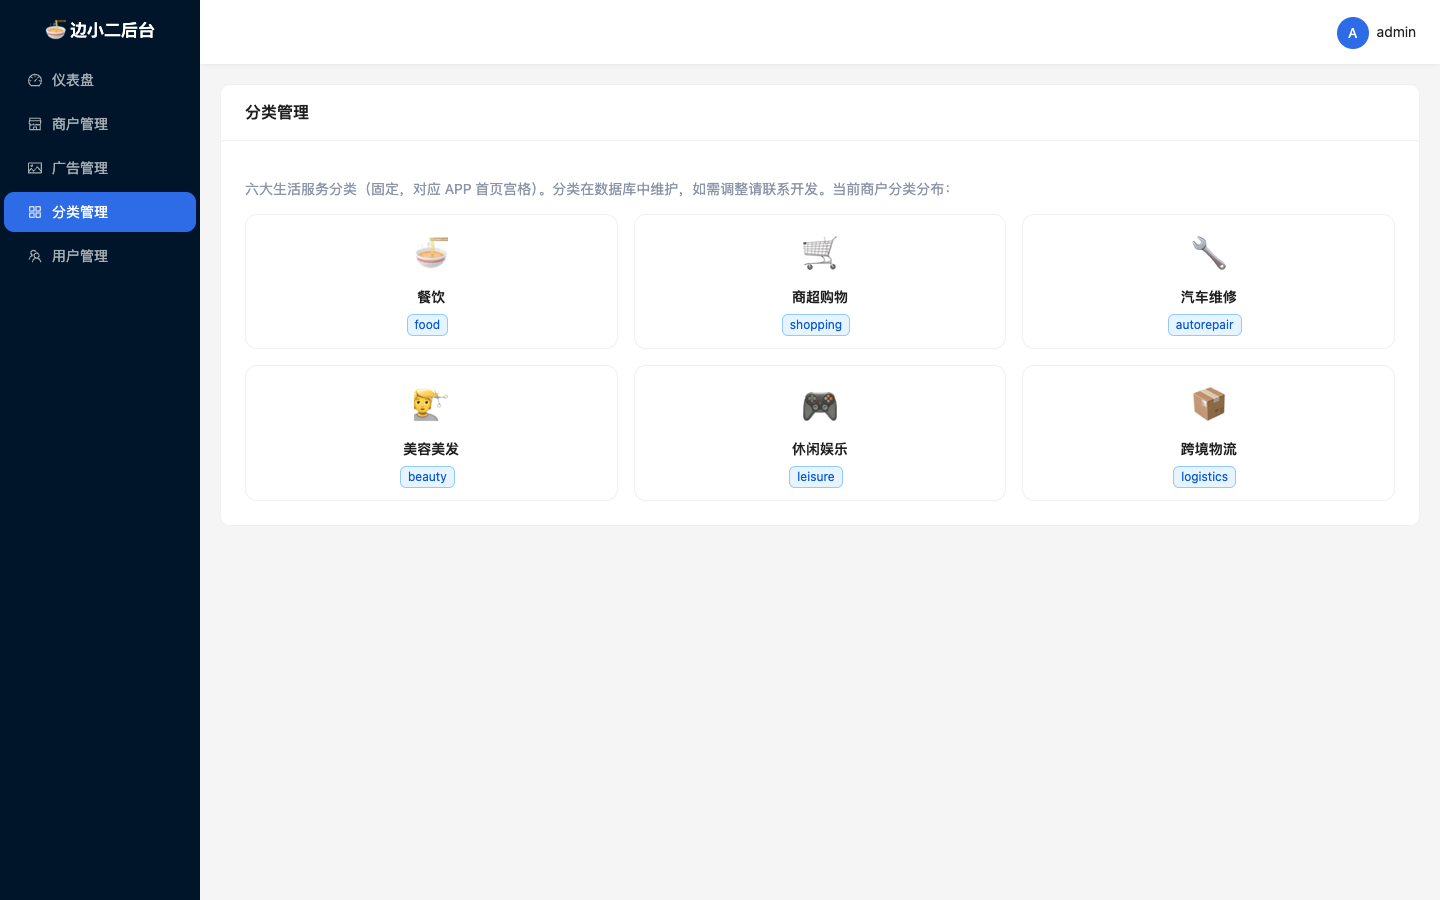 边小二后台
仪表盘
商户管理
广告管理
分类管理
用户管理
A admin
分类管理
六大生活服务分类（固定，对应 APP 首页宫格）。分类在数据库中维护，如需调整请联系开发。当前商户分类分布：
餐饮
food
商超购物
shopping
汽车维修
autorepair
美容美发
beauty
休闲娱乐
leisure
跨境物流
logistics